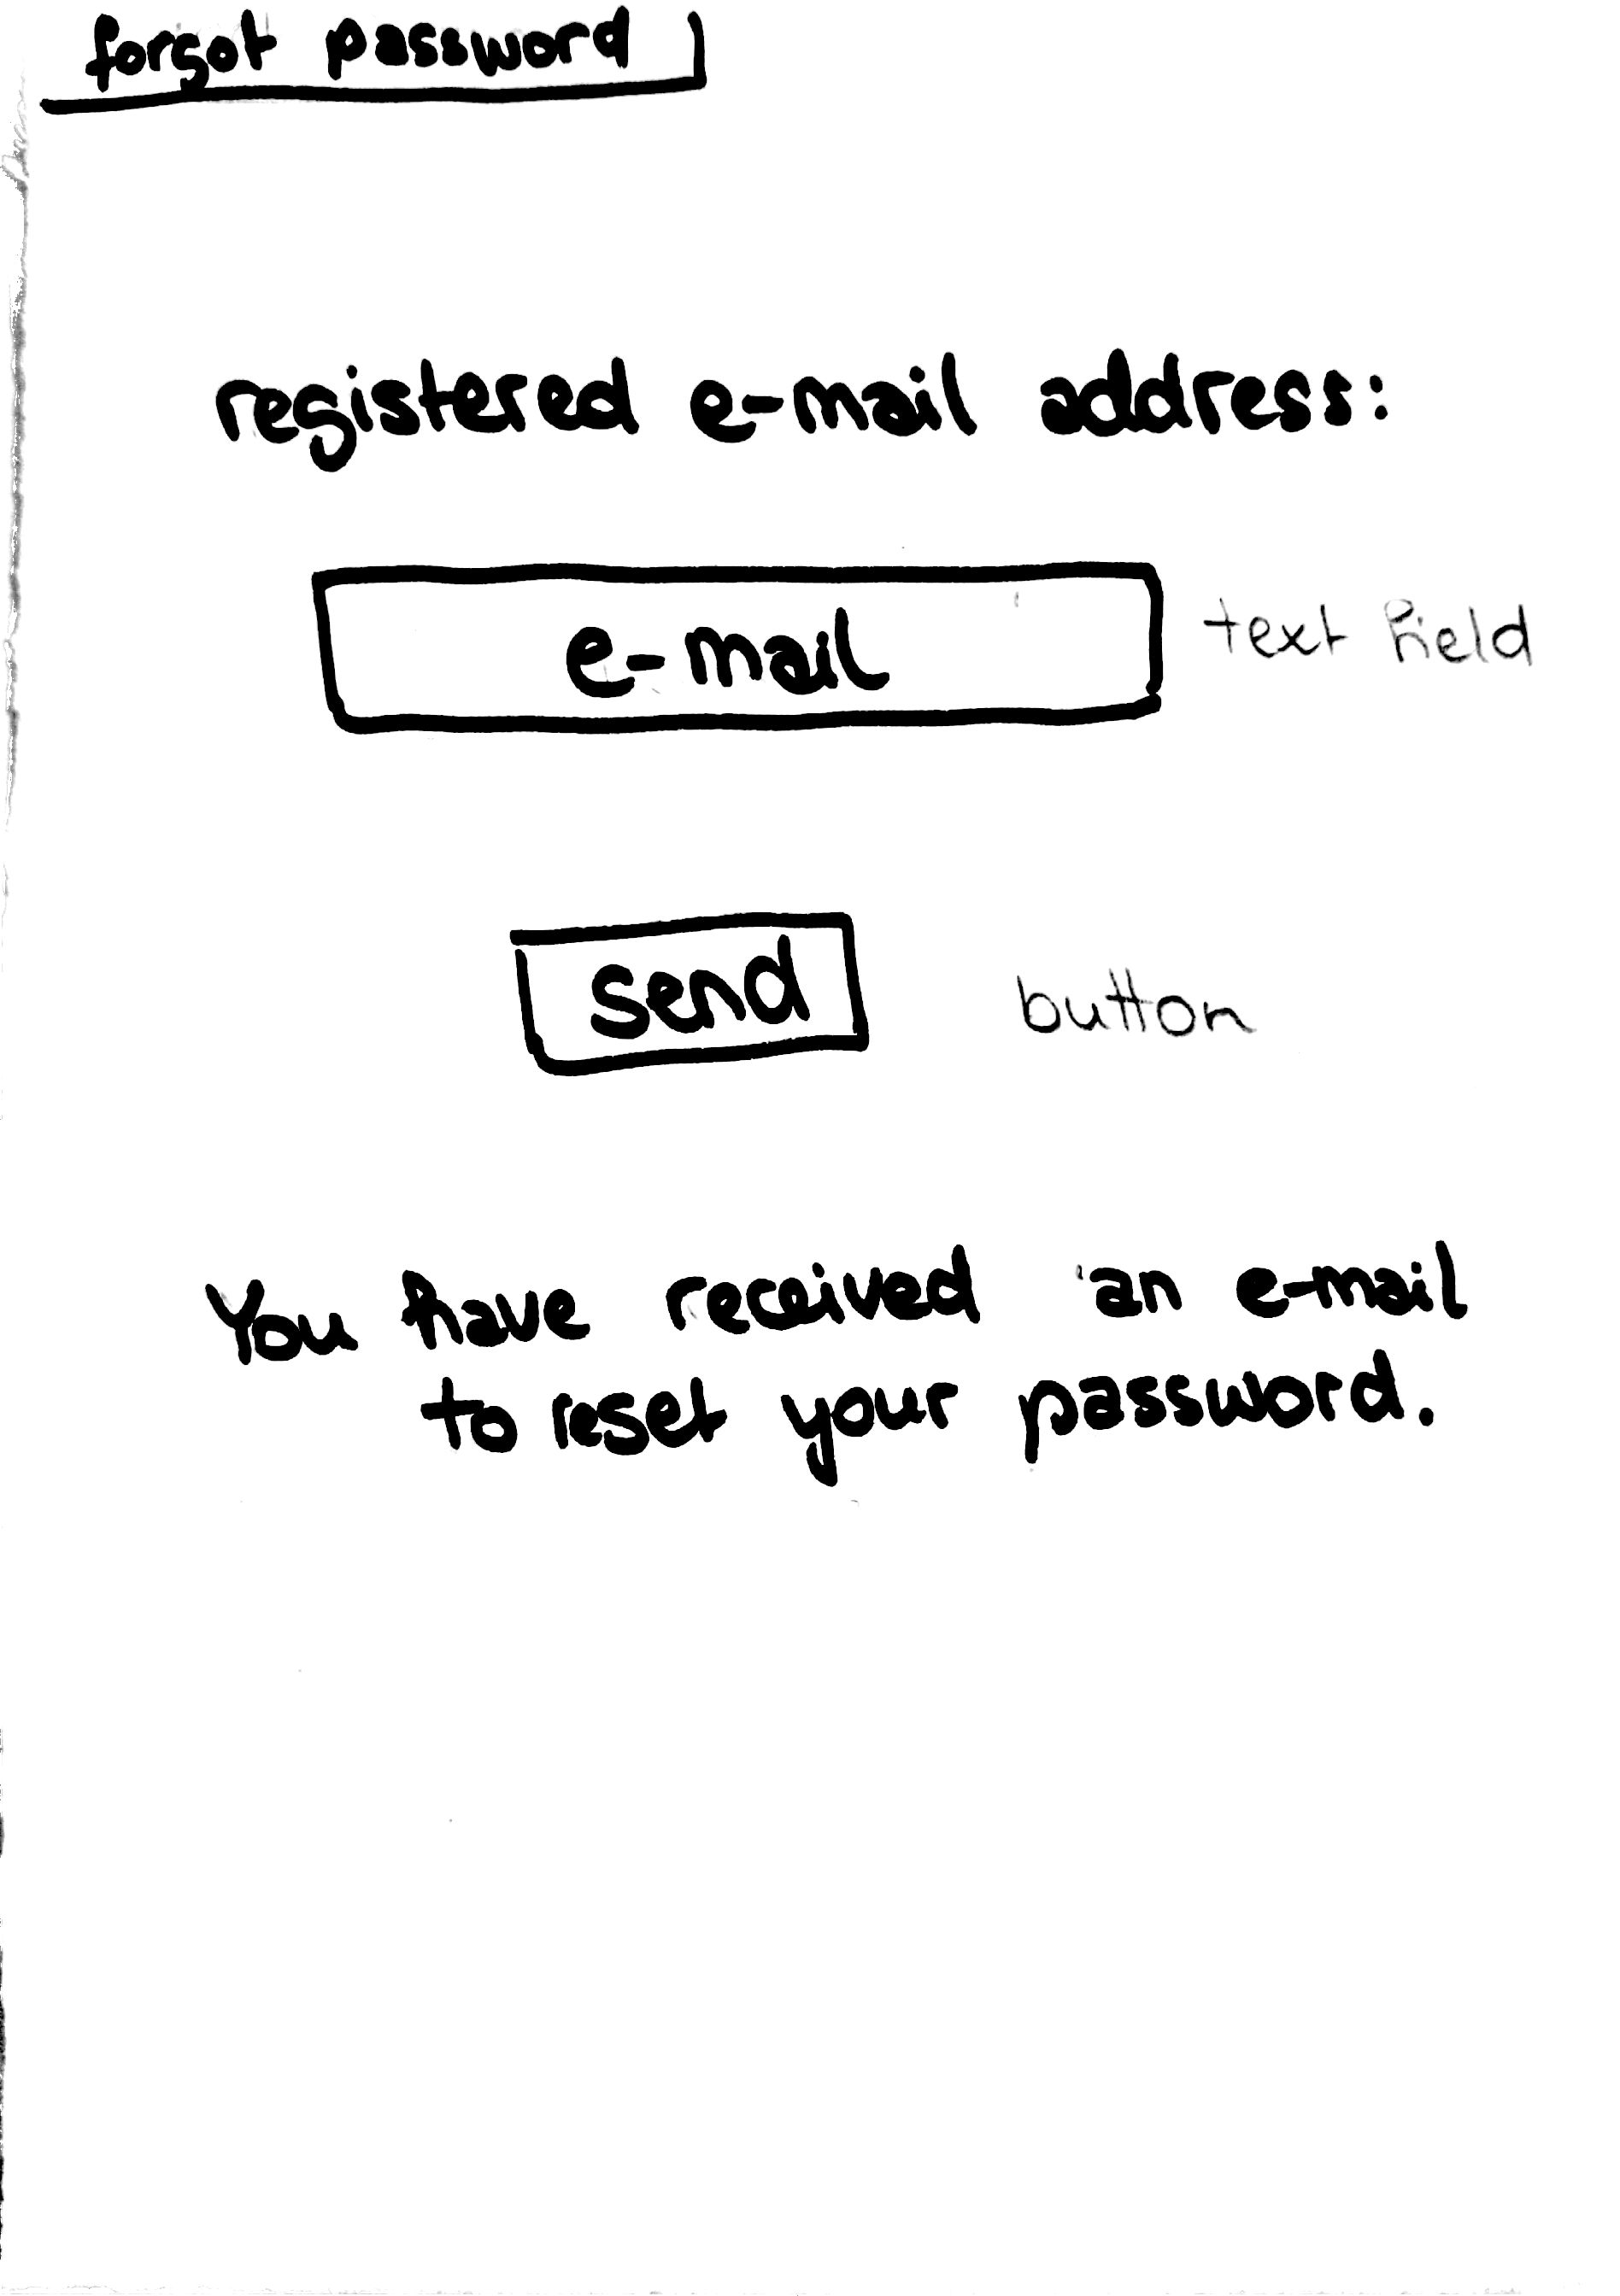 forgot password
registered e-mail address:
e-mail
text field
send
button
You have received an e-mail
to reset your password.